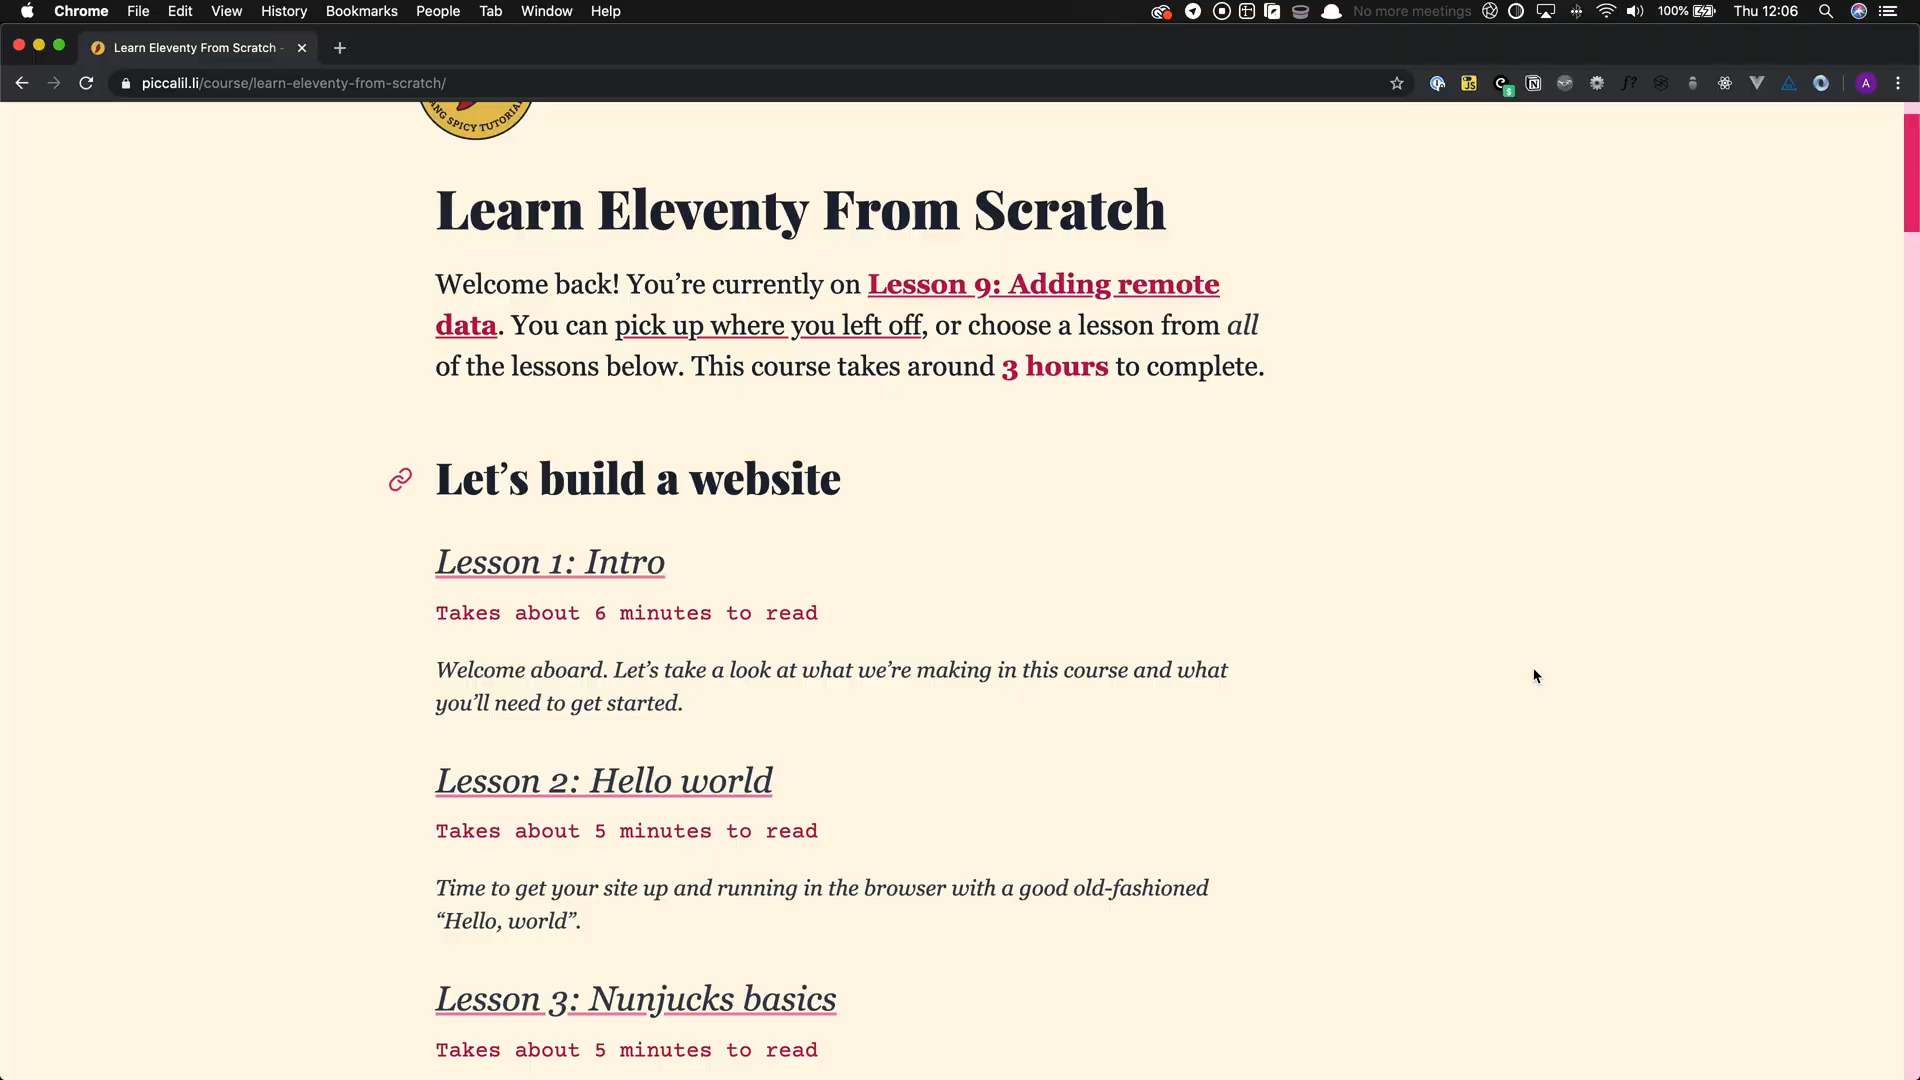 Chrome File Edit View History Bookmarks People Tab Window Help No more meetings 100% Thu 12:06
Learn Eleventy From Scratch -
piccalil.li/course/learn-eleventy-from-scratch/
SPICY TUTORIA
Learn Eleventy From Scratch
Welcome back! You’re currently on Lesson 9: Adding remote
data. You can pick up where you left off, or choose a lesson from all
of the lessons below. This course takes around 3 hours to complete.
Let’s build a website
Lesson 1: Intro
Takes about 6 minutes to read
Welcome aboard. Let’s take a look at what we’re making in this course and what
you’ll need to get started.
Lesson 2: Hello world
Takes about 5 minutes to read
Time to get your site up and running in the browser with a good old-fashioned
“Hello, world”.
Lesson 3: Nunjucks basics
Takes about 5 minutes to read